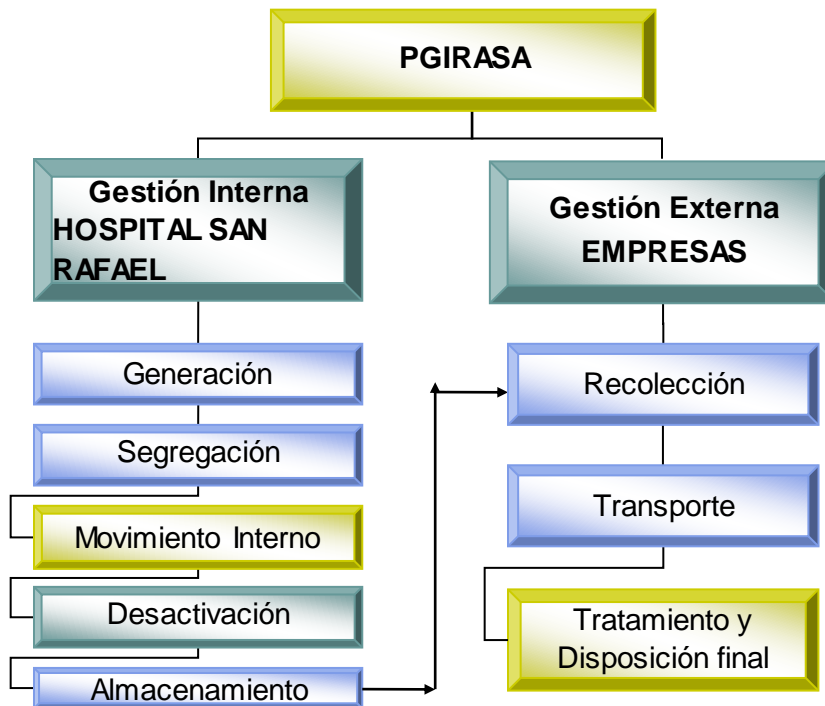 PGIRASA
Gestión Interna
HOSPITAL SAN
RAFAEL
Generación
Segregación
Movimiento Interno
Desactivación
Almacenamiento
Gestión Externa
EMPRESAS
Recolección
Transporte
Tratamiento y
Disposición final